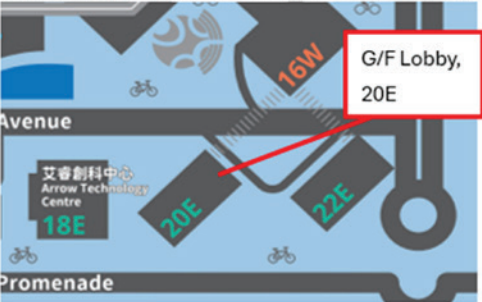 16W
G/F Lobby,
20E
Avenue
艾睿創科中心
Arrow Technology
Centre
18E
20E
22E
Promenade